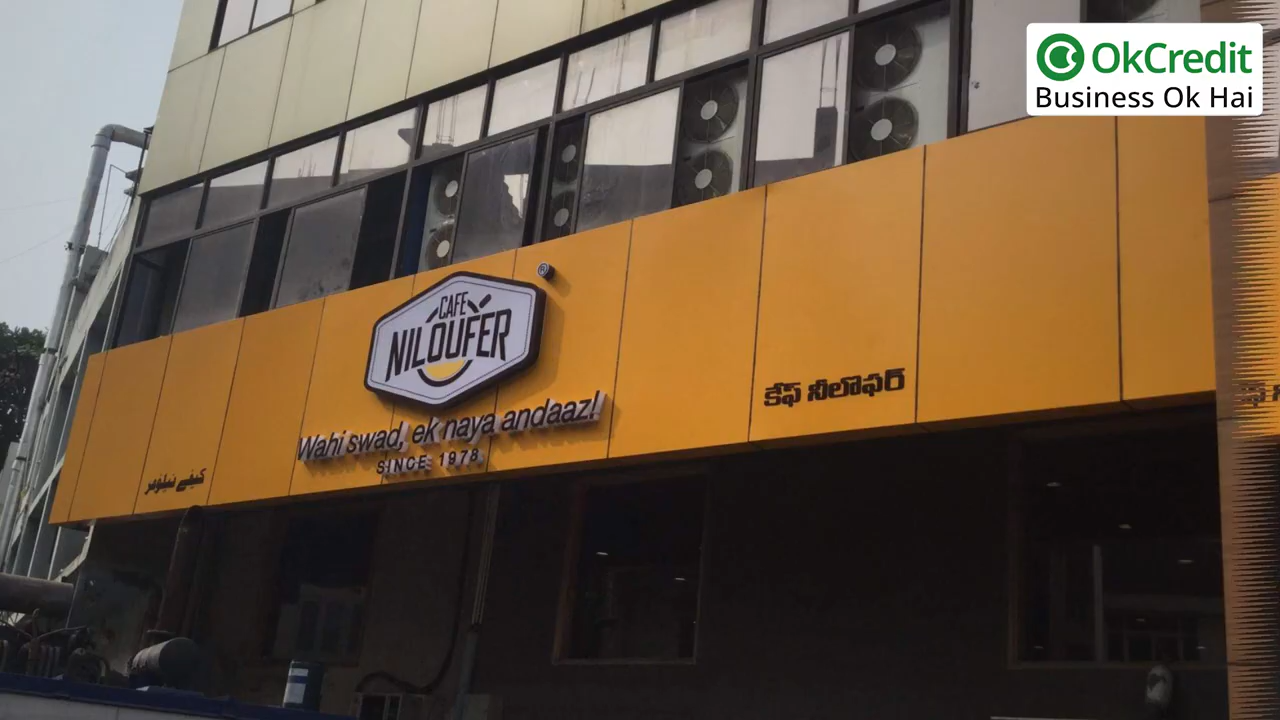 OkCredit
Business Ok Hai
CAFE
NILOUFER
®
Wahi swad, ek naya andaaz!
SINCE 1978
కేఫ్ నీలోఫర్
کیفے نیلوفر